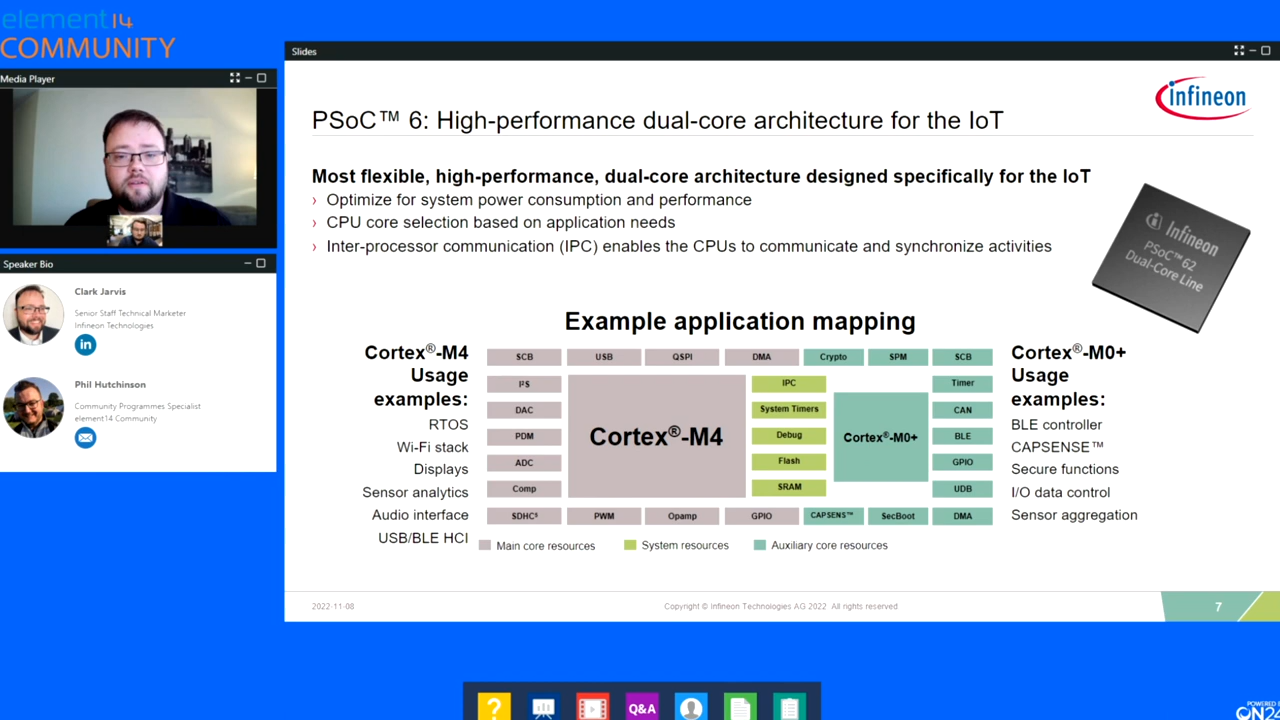 element14
COMMUNITY
Media Player
Speaker Bio
Clark Jarvis
Senior Staff Technical Marketer
Infineon Technologies
in
Phil Hutchinson
Community Programmes Specialist
element14 Community
Slides
infineon
PSoC™ 6: High-performance dual-core architecture for the IoT
Most flexible, high-performance, dual-core architecture designed specifically for the IoT
› Optimize for system power consumption and performance
› CPU core selection based on application needs
› Inter-processor communication (IPC) enables the CPUs to communicate and synchronize activities
Infineon
PSoC™ 62
Dual-Core Line
Example application mapping
Cortex®-M4
Usage
examples:
RTOS
Wi-Fi stack
Displays
Sensor analytics
Audio interface
USB/BLE HCI
SCB USB QSPI DMA Crypto SPM SCB
I²S IPC Timer
DAC System Timers CAN
PDM Cortex®-M4 Debug Cortex®-M0+ BLE
ADC Flash GPIO
Comp SRAM UDB
SDHC⁵ PWM Opamp GPIO CAPSENS™ SecBoot DMA
Main core resources System resources Auxiliary core resources
Cortex®-M0+
Usage
examples:
BLE controller
CAPSENSE™
Secure functions
I/O data control
Sensor aggregation
2022-11-08 Copyright © Infineon Technologies AG 2022. All rights reserved 7
? Q&A
POWERED
ON24